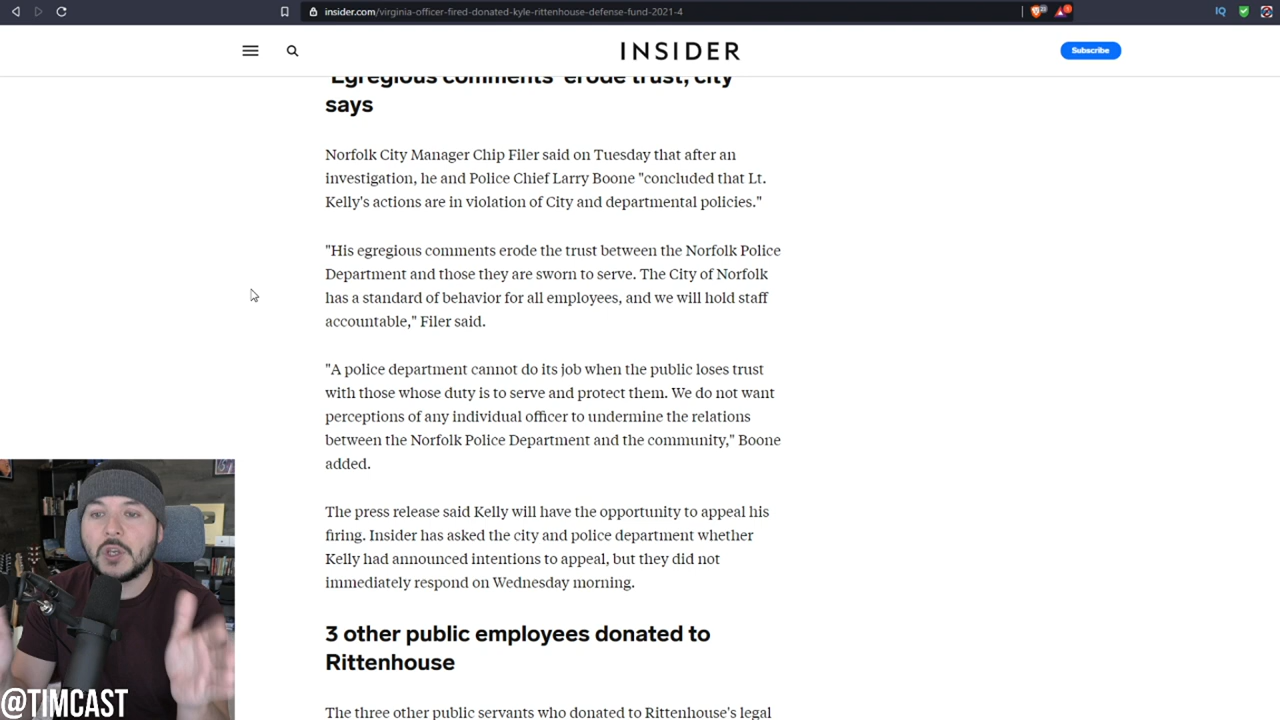 insider.com/virginia-officer-fired-donated-kyle-rittenhouse-defense-fund-2021-4
IQ
INSIDER
Subscribe
'Egregious comments' erode trust, city
says
Norfolk City Manager Chip Filer said on Tuesday that after an
investigation, he and Police Chief Larry Boone "concluded that Lt.
Kelly's actions are in violation of City and departmental policies."
"His egregious comments erode the trust between the Norfolk Police
Department and those they are sworn to serve. The City of Norfolk
has a standard of behavior for all employees, and we will hold staff
accountable," Filer said.
"A police department cannot do its job when the public loses trust
with those whose duty is to serve and protect them. We do not want
perceptions of any individual officer to undermine the relations
between the Norfolk Police Department and the community," Boone
added.
The press release said Kelly will have the opportunity to appeal his
firing. Insider has asked the city and police department whether
Kelly had announced intentions to appeal, but they did not
immediately respond on Wednesday morning.
3 other public employees donated to
Rittenhouse
The three other public servants who donated to Rittenhouse's legal
@TIMCAST